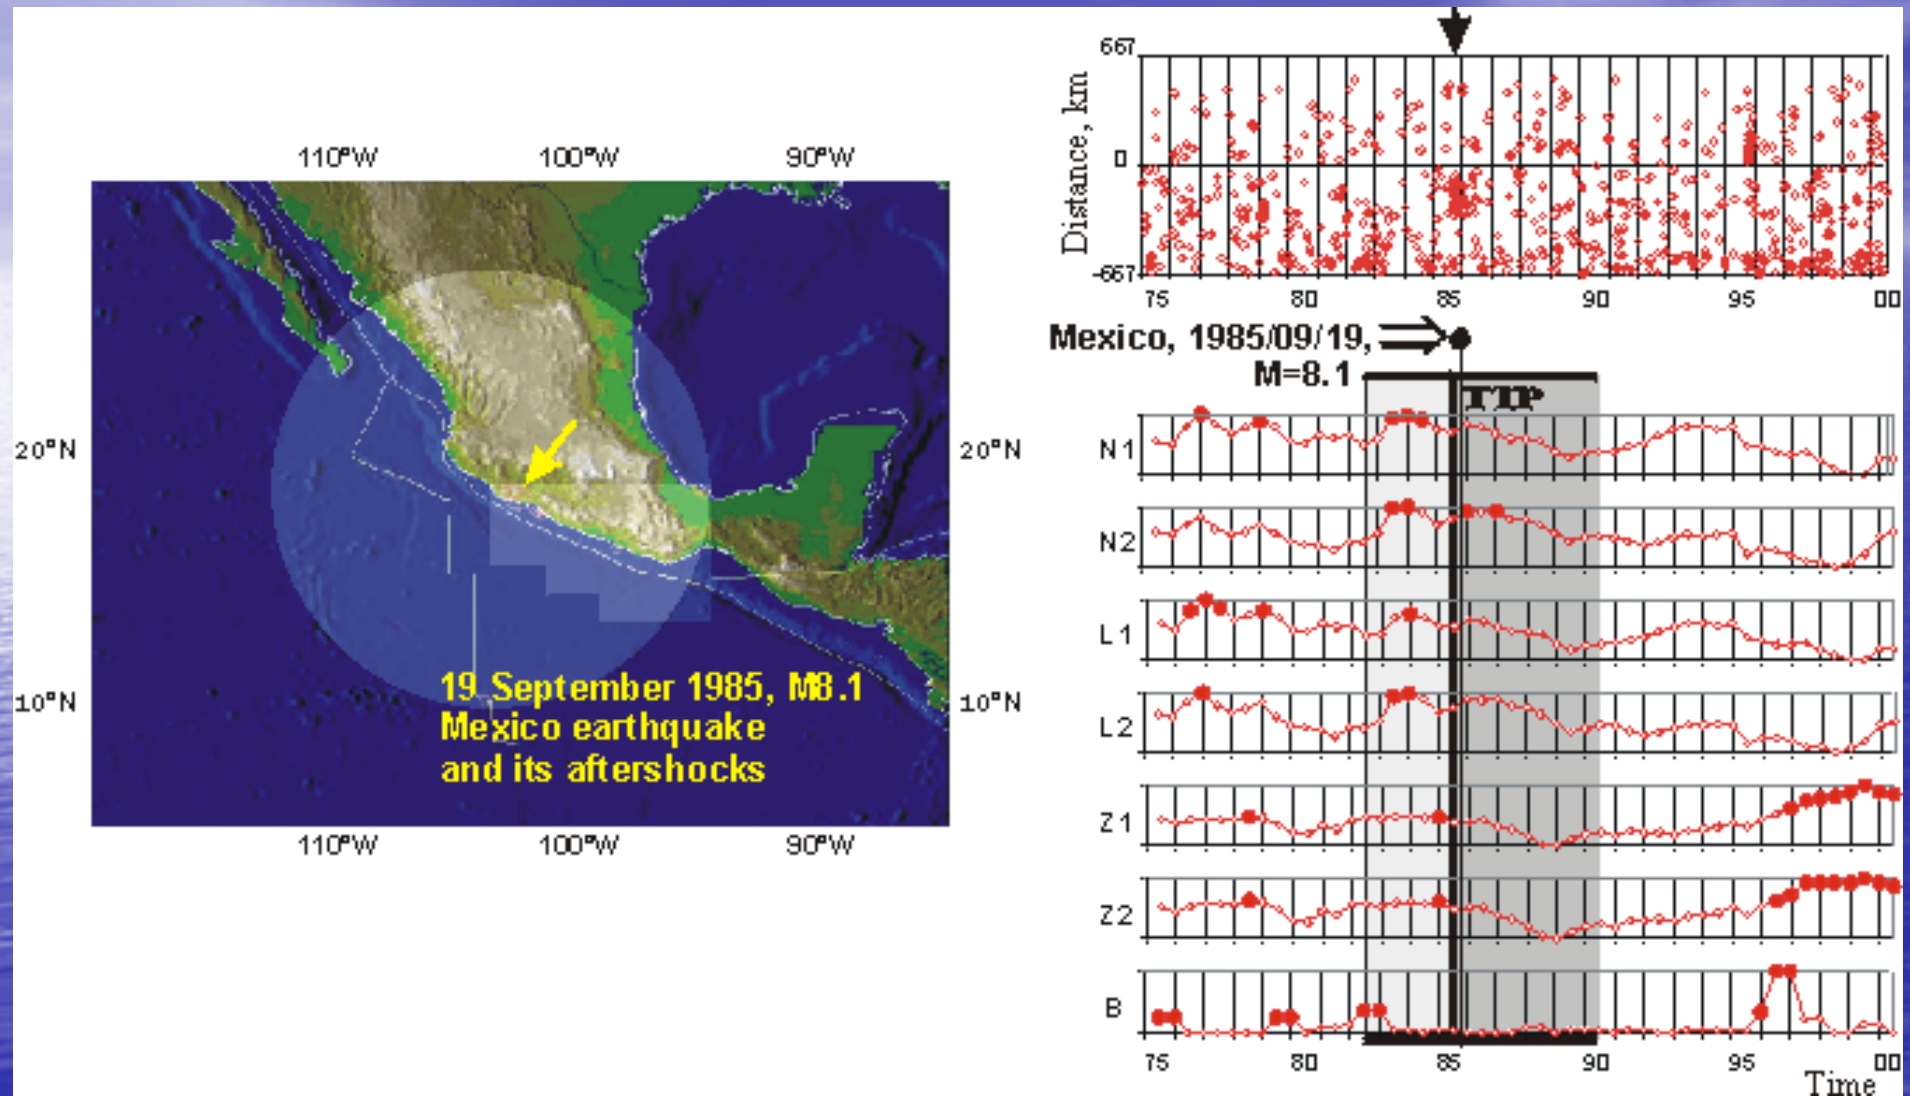 110°W 100°W 90°W
20°N 20°N
10°N 10°N
19 September 1985, M8.1
Mexico earthquake
and its aftershocks
110°W 100°W 90°W
667
0
-667
Distance, km
75 80 85 90 95 00
Mexico, 1985/09/19,
M=8.1
TIP
N1
N2
L1
L2
Z1
Z2
B
75 80 85 90 95 00
Time